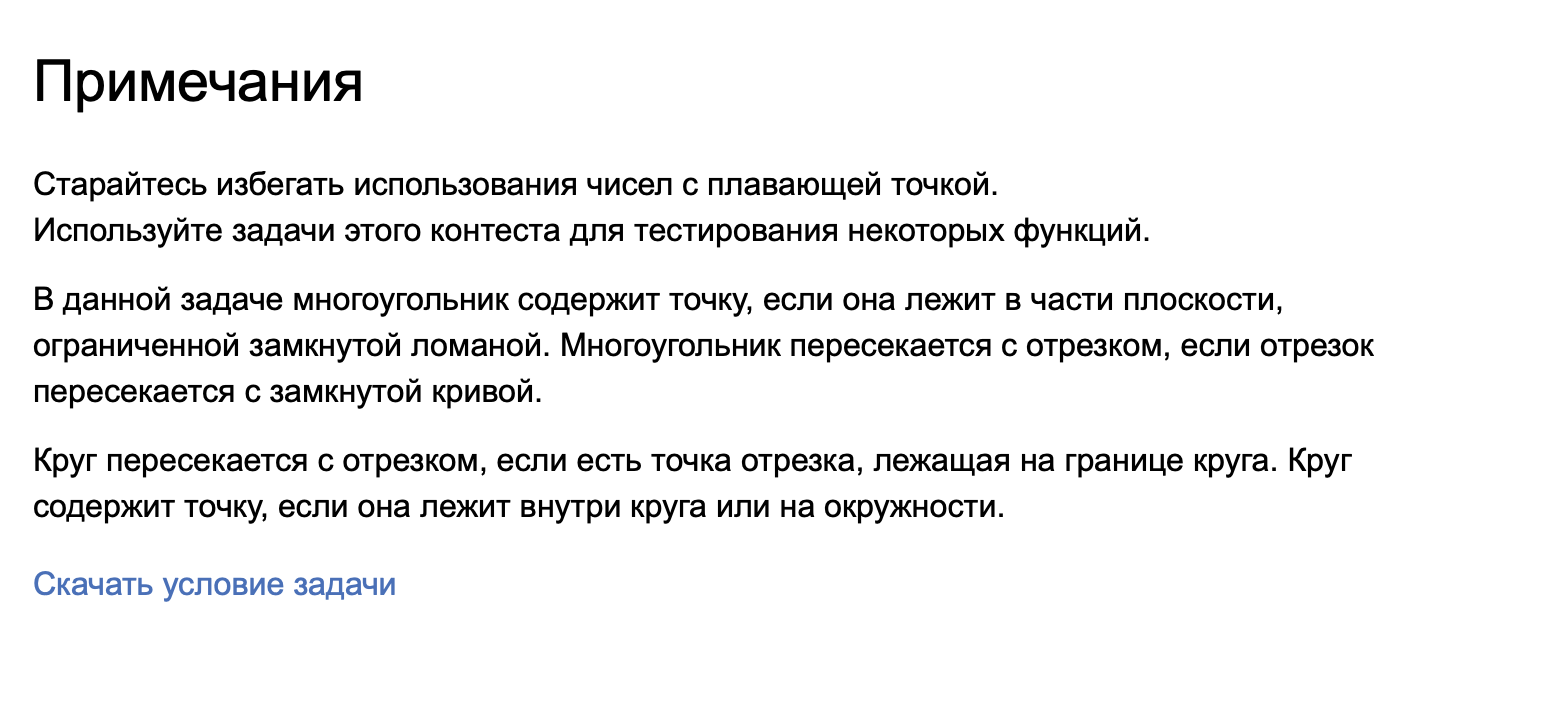 Примечания
Старайтесь избегать использования чисел с плавающей точкой.
Используйте задачи этого контеста для тестирования некоторых функций.
В данной задаче многоугольник содержит точку, если она лежит в части плоскости,
ограниченной замкнутой ломаной. Многоугольник пересекается с отрезком, если отрезок
пересекается с замкнутой кривой.
Круг пересекается с отрезком, если есть точка отрезка, лежащая на границе круга. Круг
содержит точку, если она лежит внутри круга или на окружности.
Скачать условие задачи